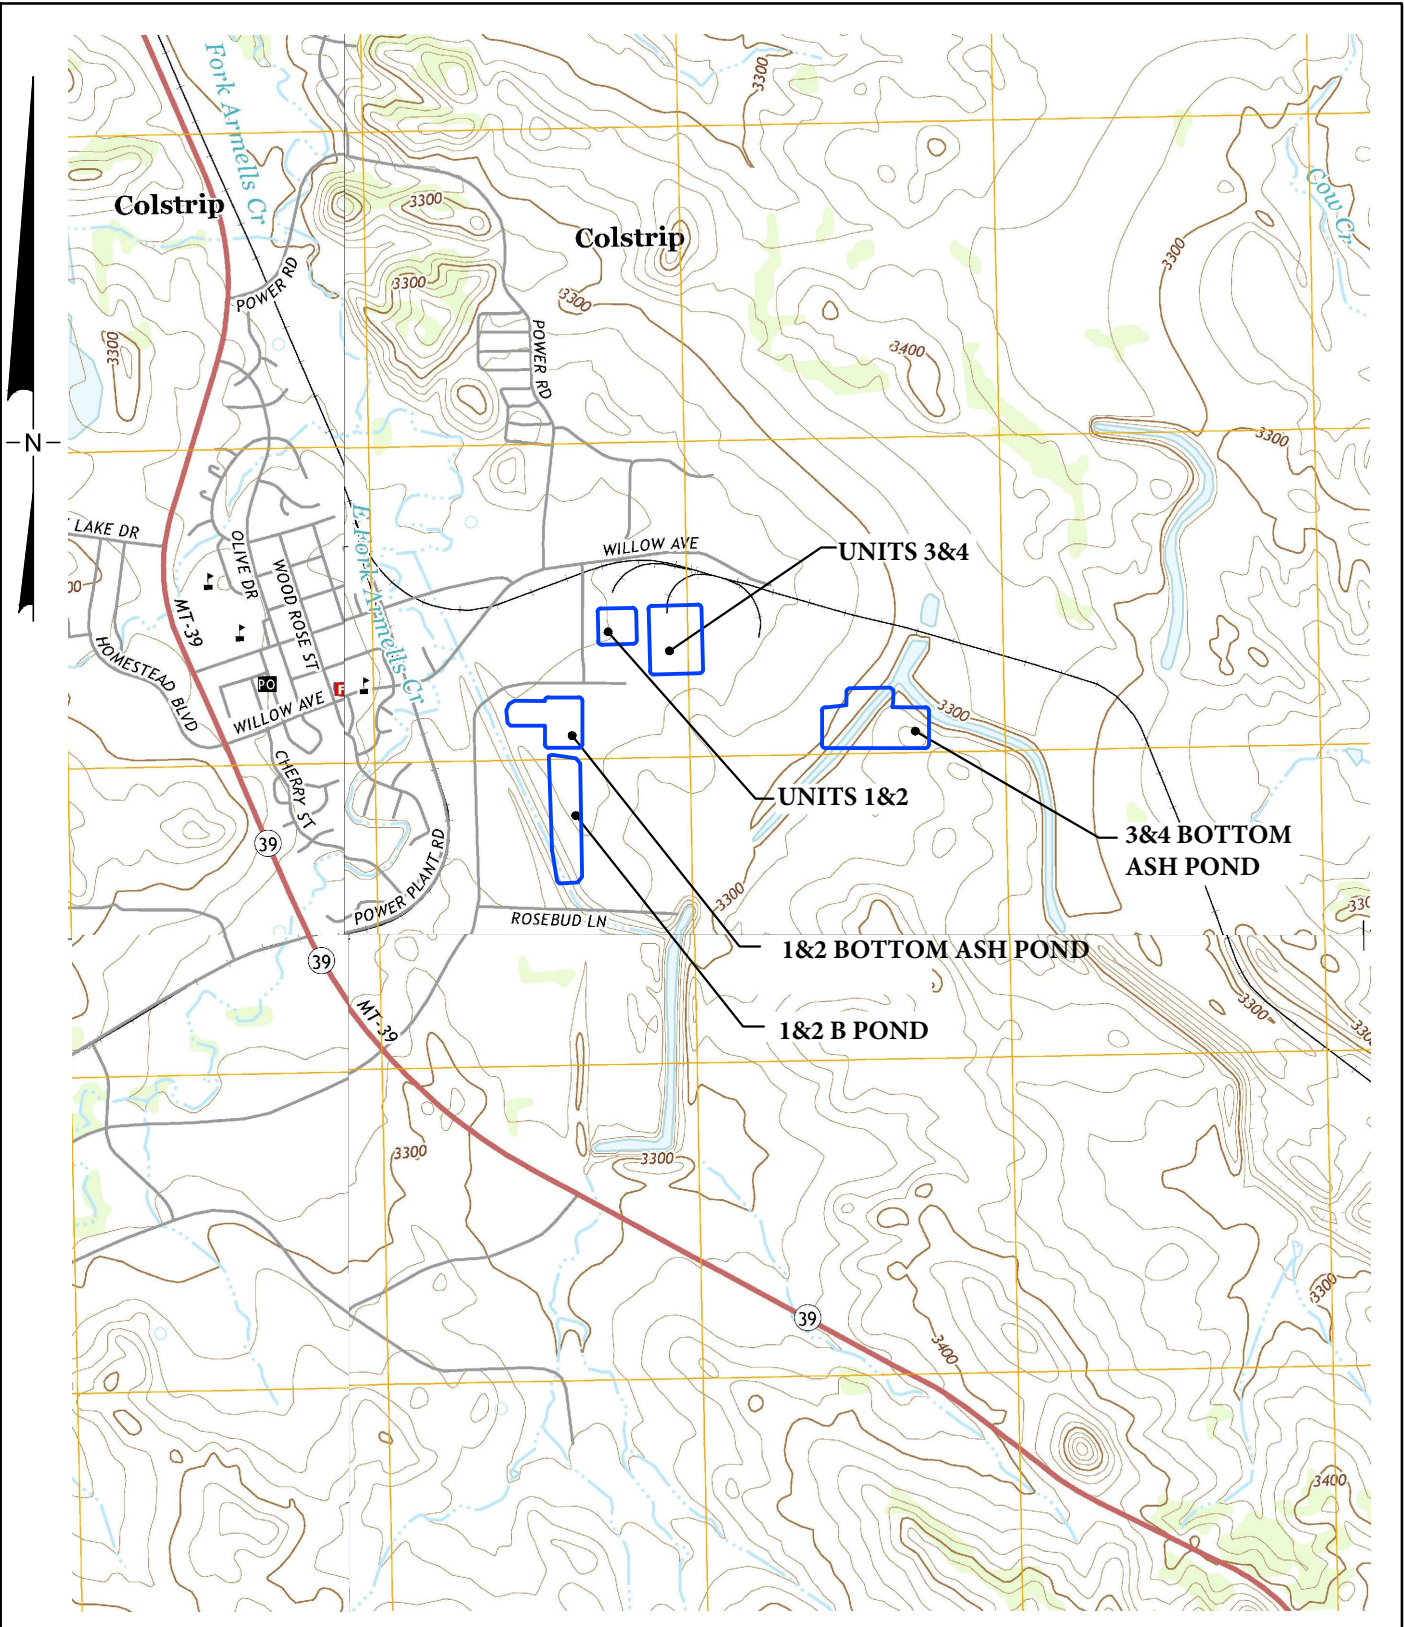 Fork Armells Cr
3300
Colstrip
3300
Cow Cr
Colstrip
3300
POWER RD
3300
3300
3300
POWER RD
3400
N
3300
LAKE DR
E Fork Armells Cr
OLIVE DR
WILLOW AVE
UNITS 3&4
WOOD ROSE ST
00
MT-39
HOMESTEAD BLVD
PO
F
WILLOW AVE
3300
CHERRY ST
UNITS 1&2
39
3&4 BOTTOM
ASH POND
POWER PLANT RD
3300
330
ROSEBUD LN
39
1&2 BOTTOM ASH POND
MT-39
3300
330
1&2 B POND
3300
3300
3300
39
3400
3400